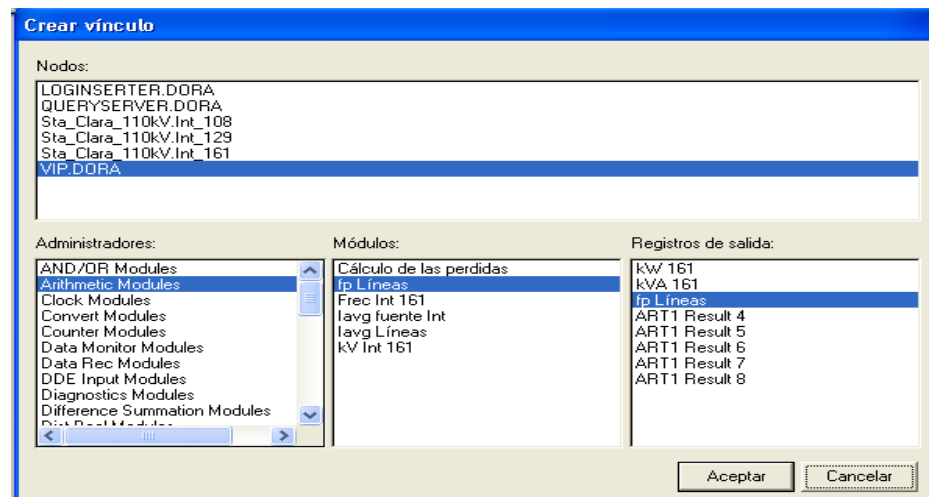 Crear vínculo
Nodos:
LOGINSERTER.DORA
QUERYSERVER.DORA
Sta_Clara_110kV.Int_108
Sta_Clara_110kV.Int_129
Sta_Clara_110kV.Int_161
VIP.DORA
Administradores:
AND/OR Modules
Arithmetic Modules
Clock Modules
Convert Modules
Counter Modules
Data Monitor Modules
Data Rec Modules
DDE Input Modules
Diagnostics Modules
Difference Summation Modules
Módulos:
Cálculo de las perdidas
fp Líneas
Frec Int 161
Iavg fuente Int
Iavg Líneas
kV Int 161
Registros de salida:
kW 161
kVA 161
fp Líneas
ART1 Result 4
ART1 Result 5
ART1 Result 6
ART1 Result 7
ART1 Result 8
Aceptar
Cancelar